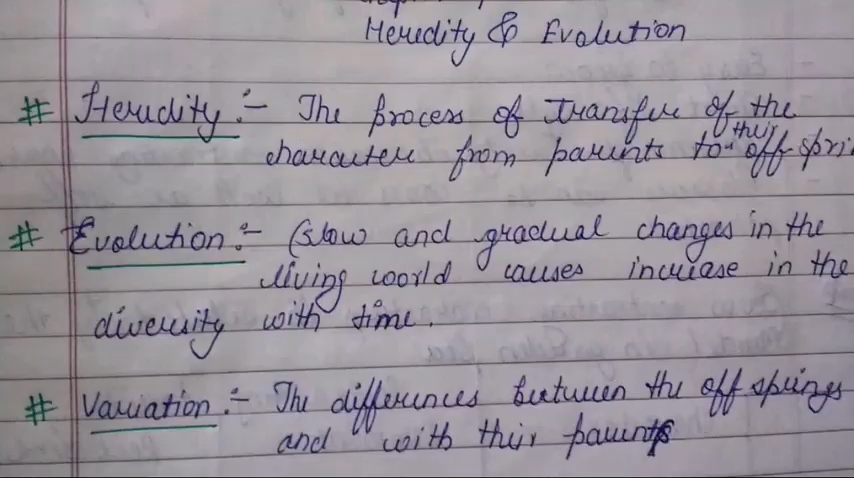 Heredity & Evolution
# Heredity :- The process of transfer of the
their
character from parents to off spri
# Evolution :- (slow and gradual changes in the
living world causes increase in the
diversity with time.
# Variation :- The differences between the off springs
and with their parents